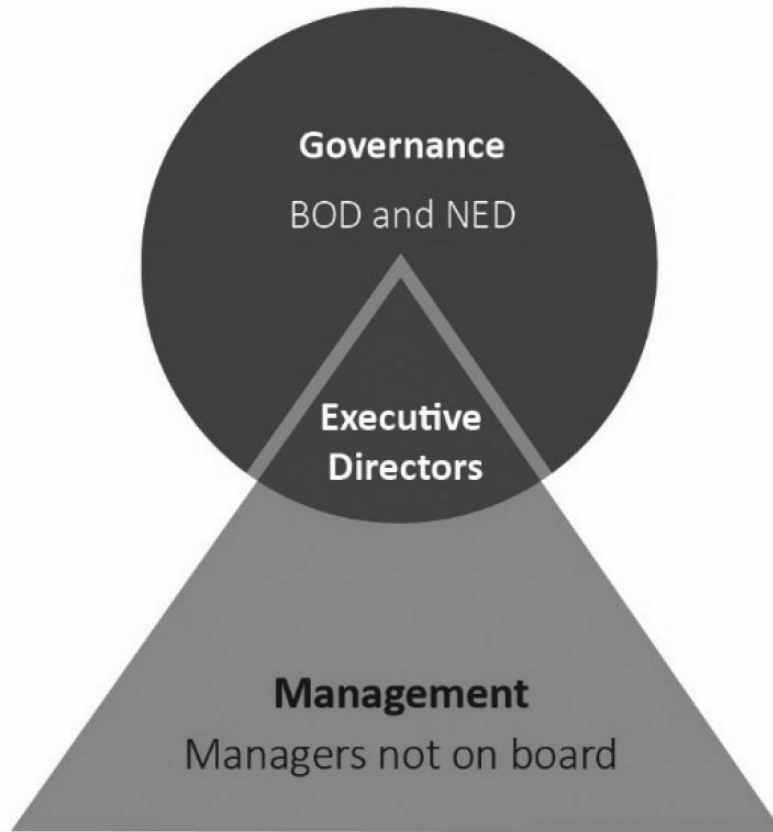 Governance
BOD and NED
Executive
Directors
Management
Managers not on board